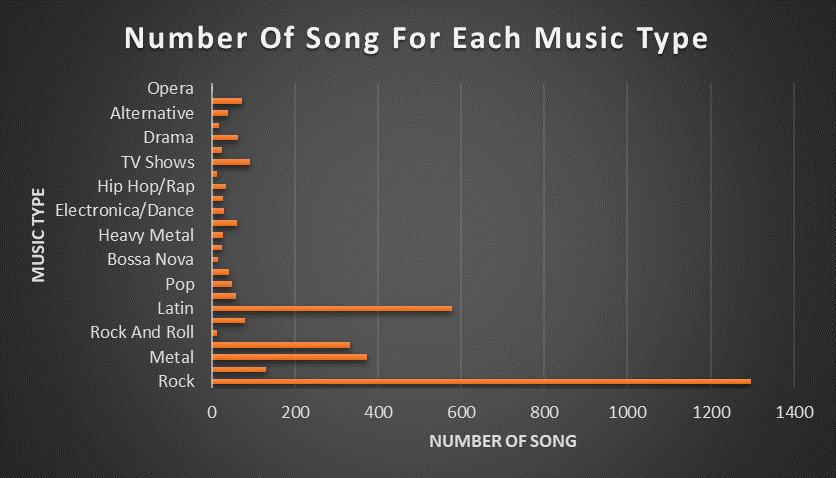 Number Of Song For Each Music Type
Opera
Alternative
Drama
TV Shows
Hip Hop/Rap
Electronica/Dance
Heavy Metal
Bossa Nova
Pop
Latin
Rock And Roll
Metal
Rock
MUSIC TYPE
0 200 400 600 800 1000 1200 1400
NUMBER OF SONG